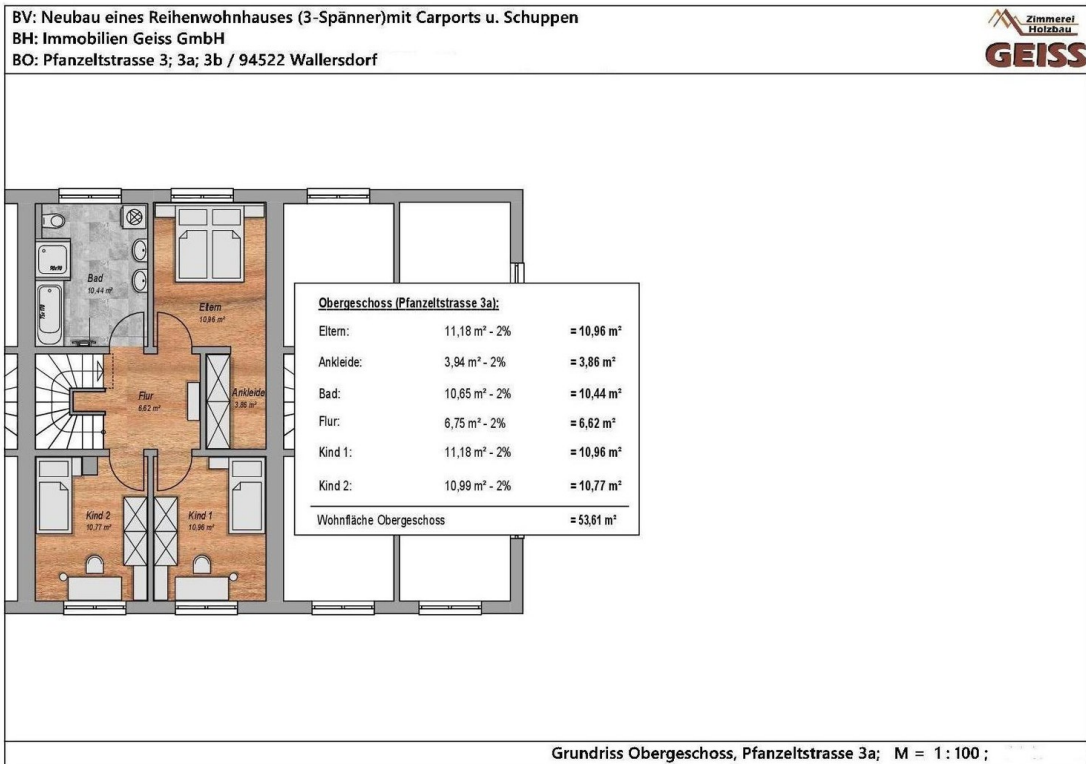 BV: Neubau eines Reihenwohnhauses (3-Spänner)mit Carports u. Schuppen
BH: Immobilien Geiss GmbH
BO: Pfanzeltstrasse 3; 3a; 3b / 94522 Wallersdorf
Zimmerei
Holzbau
GEISS
Bad
10,44 m²
Eltern
10,96 m²
Flur
6,62 m²
Ankleide
3,86 m²
Kind 2
10,77 m²
Kind 1
10,96 m²
Obergeschoss (Pfanzeltstrasse 3a):
Eltern: 11,18 m² - 2% = 10,96 m²
Ankleide: 3,94 m² - 2% = 3,86 m²
Bad: 10,65 m² - 2% = 10,44 m²
Flur: 6,75 m² - 2% = 6,62 m²
Kind 1: 11,18 m² - 2% = 10,96 m²
Kind 2: 10,99 m² - 2% = 10,77 m²
Wohnfläche Obergeschoss = 53,61 m²
Grundriss Obergeschoss, Pfanzeltstrasse 3a; M = 1 : 100 ;